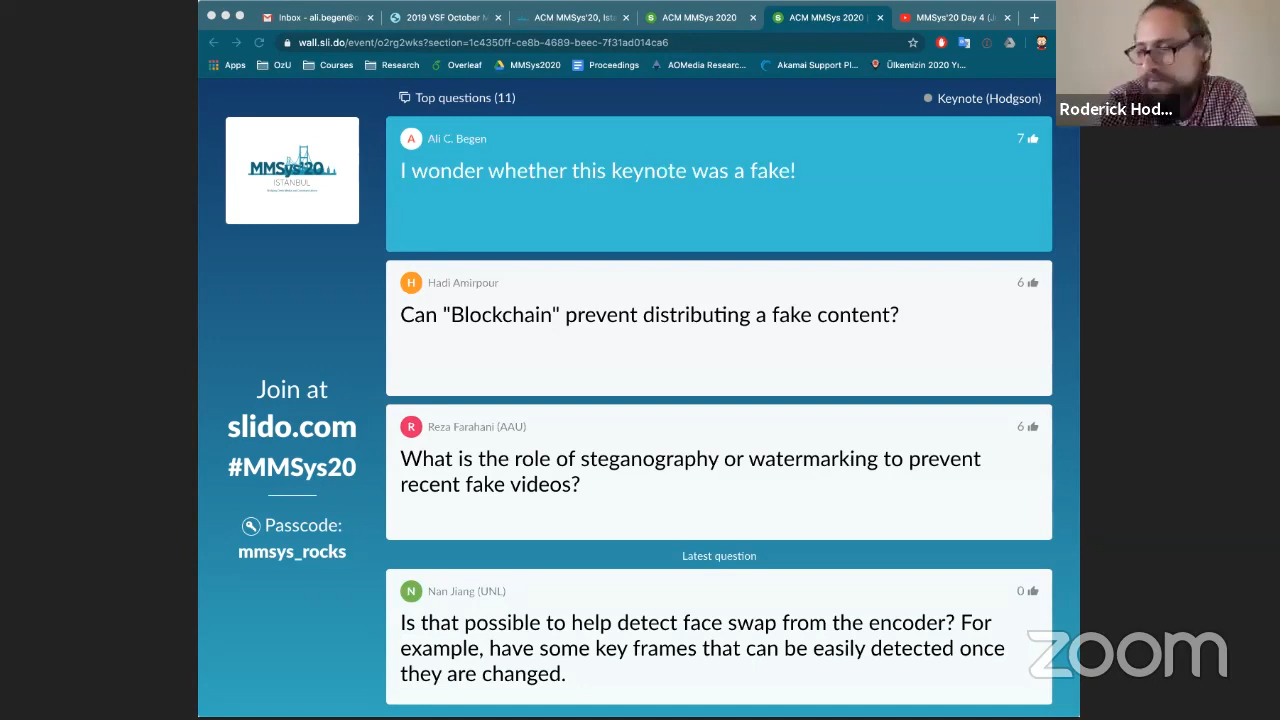 Inbox - ali.begen@o
2019 VSF October M
ACM MMSys'20, Ista
ACM MMSys 2020
ACM MMSys 2020
MMSys'20 Day 4 (Ju
wall.sli.do/event/o2rg2wks?section=1c4350ff-ce8b-4689-beec-7f31ad014ca6
Apps
OzU
Courses
Research
Overleaf
MMSys2020
Proceedings
AOMedia Researc...
Akamai Support Pl...
Ülkemizin 2020 Yı...
Roderick Hod...
Top questions (11)
Keynote (Hodgson)
MMSys'20
ISTANBUL
A
Ali C. Begen
7
I wonder whether this keynote was a fake!
H
Hadi Amirpour
6
Can "Blockchain" prevent distributing a fake content?
R
Reza Farahani (AAU)
6
What is the role of steganography or watermarking to prevent
recent fake videos?
Join at
slido.com
#MMSys20
Passcode:
mmsys_rocks
Latest question
N
Nan Jiang (UNL)
0
Is that possible to help detect face swap from the encoder? For
example, have some key frames that can be easily detected once
they are changed.
zoom